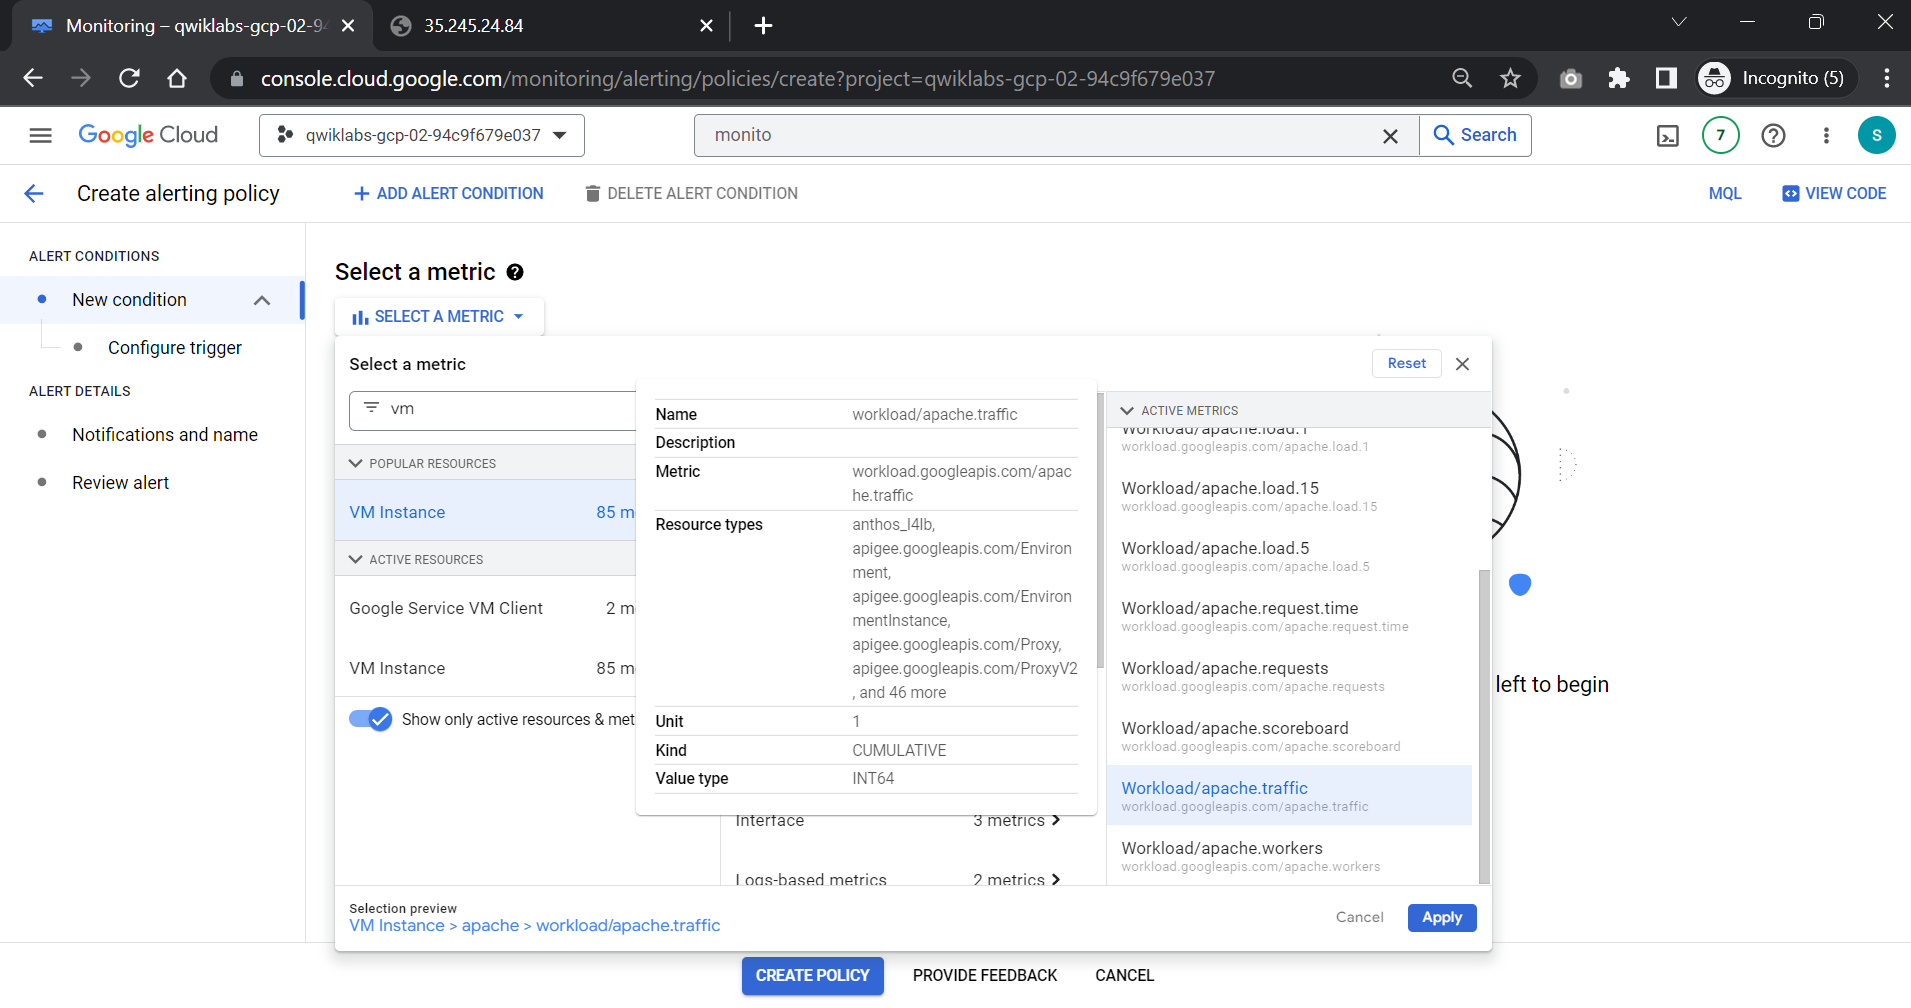 Monitoring – qwiklabs-gcp-02-94
35.245.24.84
console.cloud.google.com/monitoring/alerting/policies/create?project=qwiklabs-gcp-02-94c9f679e037
Incognito (5)
Google Cloud
qwiklabs-gcp-02-94c9f679e037
monito
Search
7
S
Create alerting policy
ADD ALERT CONDITION
DELETE ALERT CONDITION
MQL
VIEW CODE
ALERT CONDITIONS
New condition
Configure trigger
ALERT DETAILS
Notifications and name
Review alert
Select a metric
SELECT A METRIC
Select a metric
Reset
vm
POPULAR RESOURCES
VM Instance 85 m
ACTIVE RESOURCES
Google Service VM Client 2 m
VM Instance 85 m
Show only active resources & met
Name workload/apache.traffic
Description
Metric workload.googleapis.com/apac
he.traffic
Resource types anthos_l4lb,
apigee.googleapis.com/Environ
ment,
apigee.googleapis.com/Environ
mentInstance,
apigee.googleapis.com/Proxy,
apigee.googleapis.com/ProxyV2
, and 46 more
Unit 1
Kind CUMULATIVE
Value type INT64
Interface 3 metrics
Logs-based metrics 2 metrics
ACTIVE METRICS
Workload/apache.load.1
workload.googleapis.com/apache.load.1
Workload/apache.load.15
workload.googleapis.com/apache.load.15
Workload/apache.load.5
workload.googleapis.com/apache.load.5
Workload/apache.request.time
workload.googleapis.com/apache.request.time
Workload/apache.requests
workload.googleapis.com/apache.requests
Workload/apache.scoreboard
workload.googleapis.com/apache.scoreboard
Workload/apache.traffic
workload.googleapis.com/apache.traffic
Workload/apache.workers
workload.googleapis.com/apache.workers
left to begin
Selection preview
VM Instance > apache > workload/apache.traffic
Cancel
Apply
CREATE POLICY
PROVIDE FEEDBACK
CANCEL